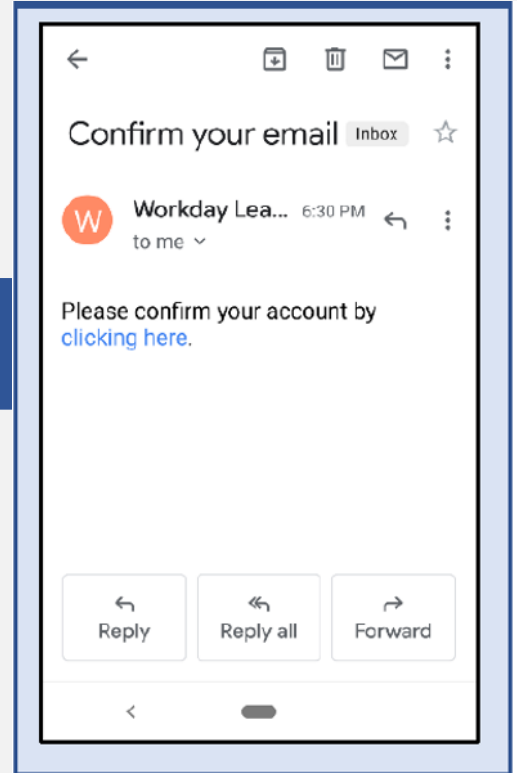 Confirm your email Inbox
W
Workday Lea... 6:30 PM
to me
Please confirm your account by
clicking here.
Reply Reply all Forward